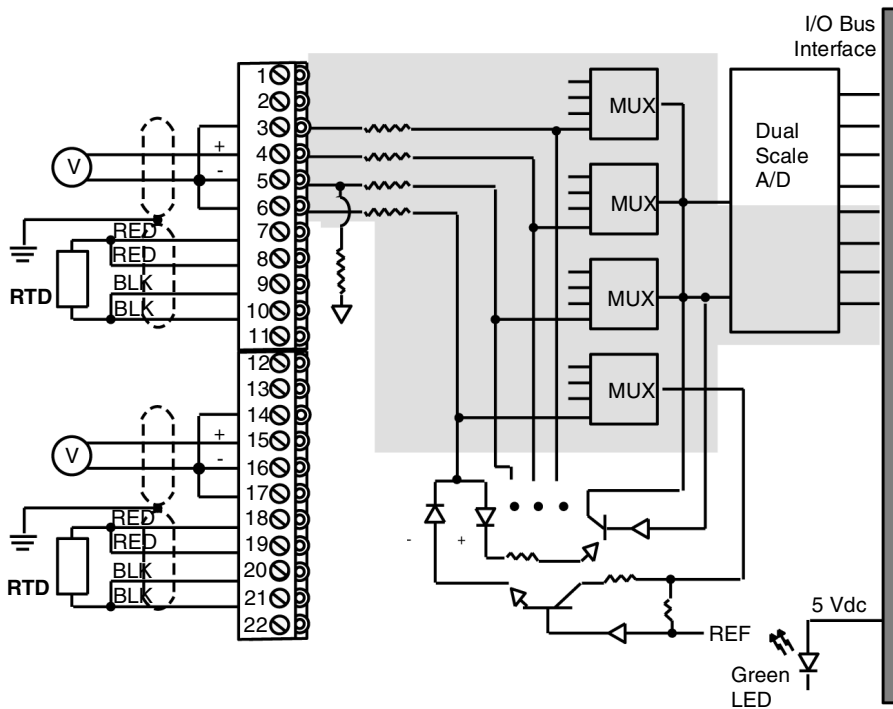 I/O Bus
Interface
1
2
3
4
5
6
7
8
9
10
11
12
13
14
15
16
17
18
19
20
21
22
V
+
-
RED
RED
BLK
BLK
RTD
V
+
-
RED
RED
BLK
BLK
RTD
MUX
MUX
MUX
MUX
Dual
Scale
A/D
-
+
REF
5 Vdc
Green
LED